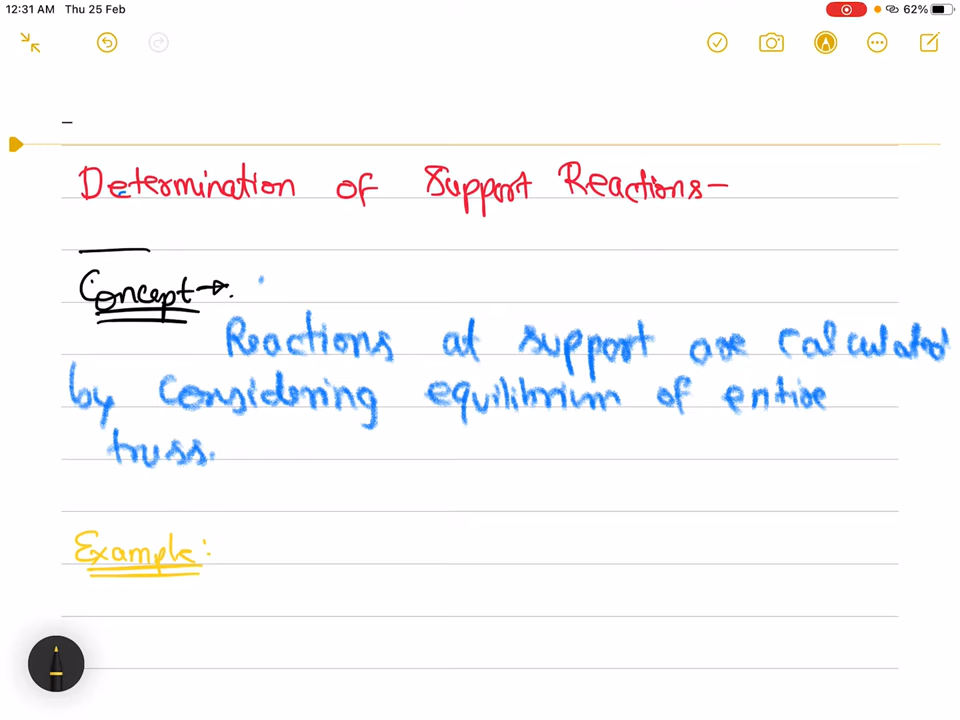 12:31 AM Thu 25 Feb 62%
Determination of Support Reactions-
Concept→.
Reactions at support are calculated
by considering equilibrium of entire
truss.
Example: